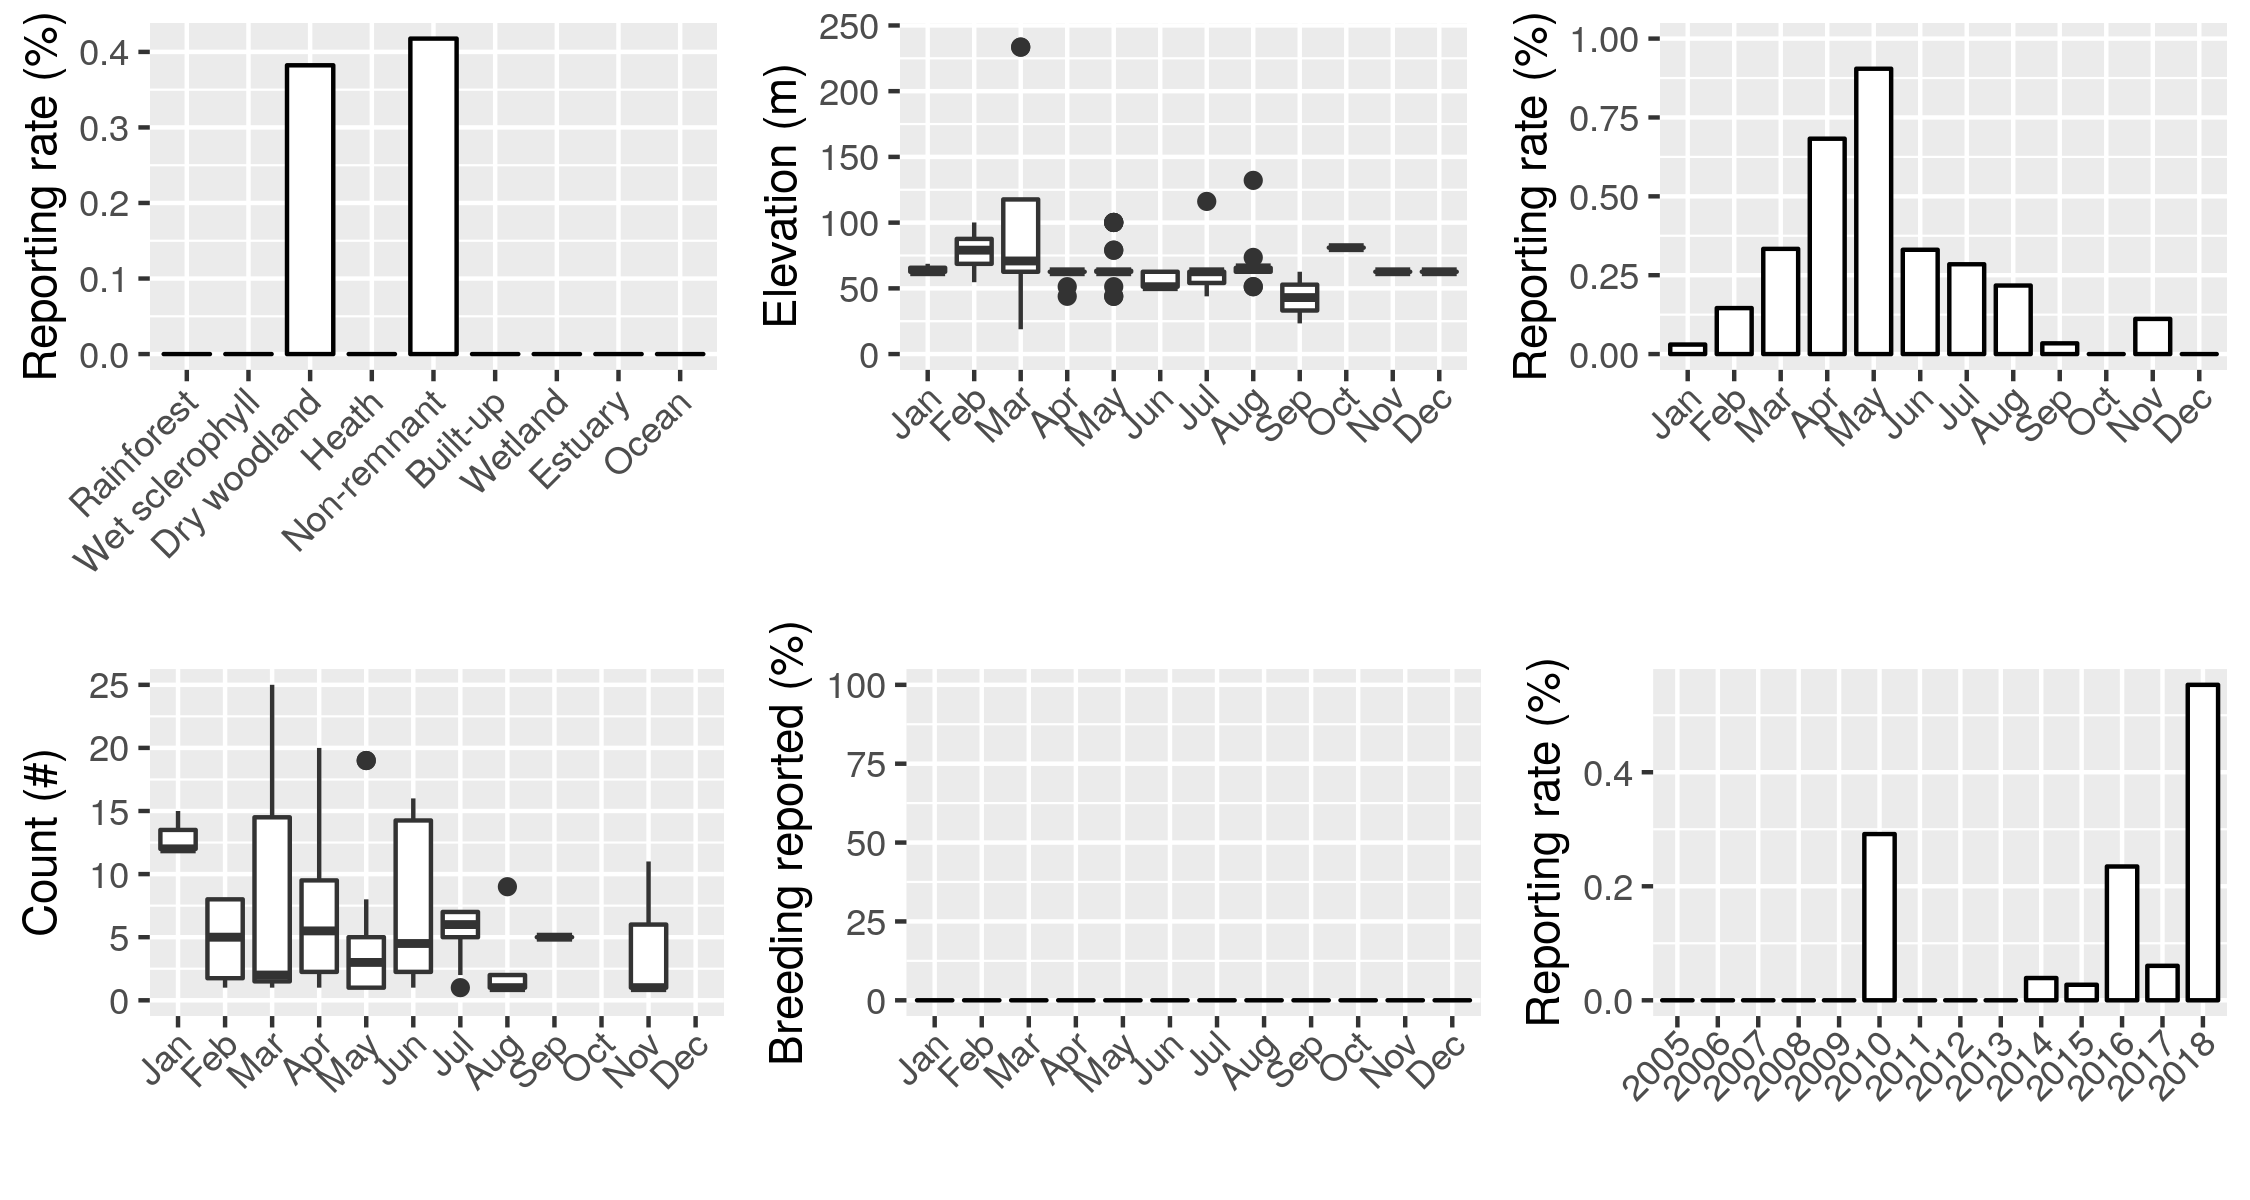 Reporting rate (%)
0.4
0.3
0.2
0.1
0.0
Rainforest
Wet sclerophyll
Dry woodland
Heath
Non-remnant
Built-up
Wetland
Estuary
Ocean
Elevation (m)
250
200
150
100
50
0
Jan Feb Mar Apr May Jun Jul Aug Sep Oct Nov Dec
Reporting rate (%)
1.00
0.75
0.50
0.25
0.00
Jan Feb Mar Apr May Jun Jul Aug Sep Oct Nov Dec
Count (#)
25
20
15
10
5
0
Jan Feb Mar Apr May Jun Jul Aug Sep Oct Nov Dec
Breeding reported (%)
100
75
50
25
0
Jan Feb Mar Apr May Jun Jul Aug Sep Oct Nov Dec
Reporting rate (%)
0.4
0.2
0.0
2005 2006 2007 2008 2009 2010 2011 2012 2013 2014 2015 2016 2017 2018